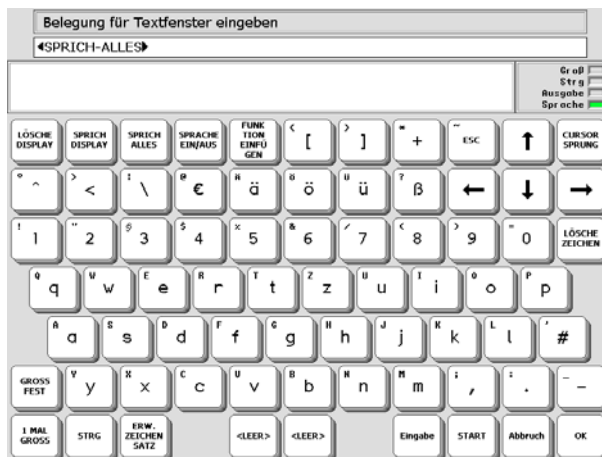 Belegung für Textfenster eingeben
◀SPRICH-ALLES▶
Groß
Strg
Ausgabe
Sprache
LÖSCHE DISPLAY SPRICH DISPLAY SPRICH ALLES SPRACHE EIN/AUS FUNK TION EINFÜ GEN < [ > ] * + ~ ESC ↑ CURSOR SPRUNG
° ^ > < : \ @ € Ä ä Ö ö Ü ü ? ß ← ↓ →
! 1 " 2 § 3 $ 4 % 5 & 6 / 7 ( 8 ) 9 = 0 LÖSCHE ZEICHEN
Q q W w E e R r T t Z z U u I i O o P p
A a S s D d F f G g H h J j K k L l ' #
GROSS FEST Y y X x C c V v B b N n M m ; , : . _ -
1 MAL GROSS STRG ERW. ZEICHEN SATZ <LEER> <LEER> Eingabe START Abbruch OK